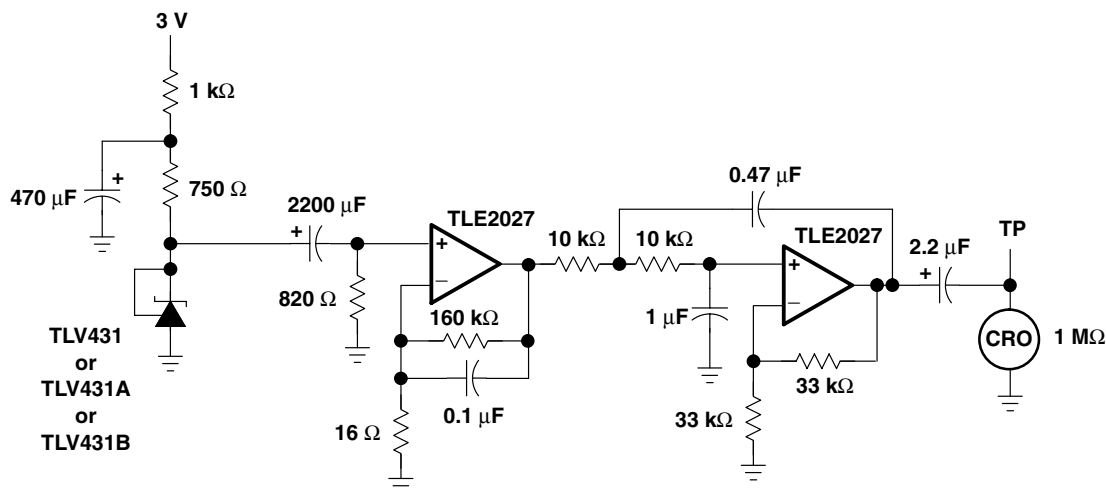 3 V
1 kΩ
470 μF
+
750 Ω
2200 μF
+
TLE2027
+
−
820 Ω
160 kΩ
0.1 μF
16 Ω
10 kΩ
10 kΩ
0.47 μF
1 μF
TLE2027
+
−
33 kΩ
33 kΩ
2.2 μF
+
TP
CRO
1 MΩ
TLV431
or
TLV431A
or
TLV431B